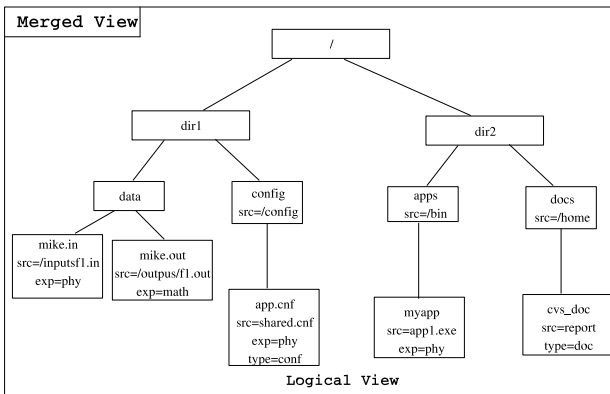 Merged View
/
dir1
dir2
data
config
src=/config
apps
src=/bin
docs
src=/home
mike.in
src=/inputsf1.in
exp=phy
mike.out
src=/outpus/f1.out
exp=math
app.cnf
src=shared.cnf
exp=phy
type=conf
myapp
src=app1.exe
exp=phy
cvs_doc
src=report
type=doc
Logical View